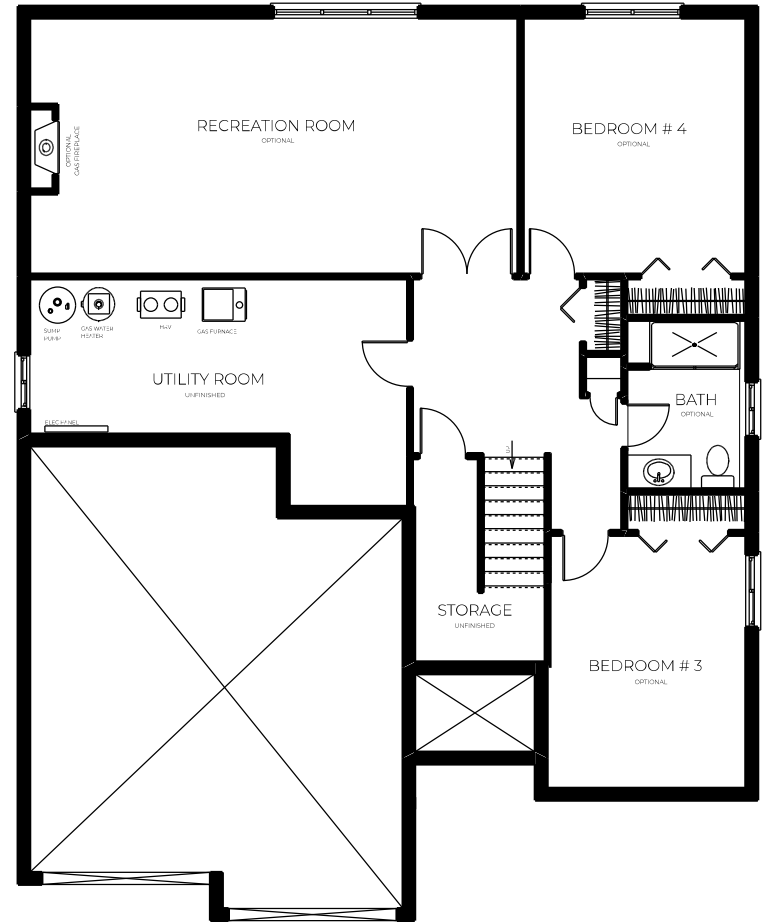 RECREATION ROOM
OPTIONAL
BEDROOM # 4
OPTIONAL
OPTIONAL
GAS FIREPLACE
SUMP
PUMP
GAS WATER
HEATER
HRV
GAS FURNACE
UTILITY ROOM
UNFINISHED
ELEC PANEL
BATH
OPTIONAL
UP
STORAGE
UNFINISHED
BEDROOM # 3
OPTIONAL